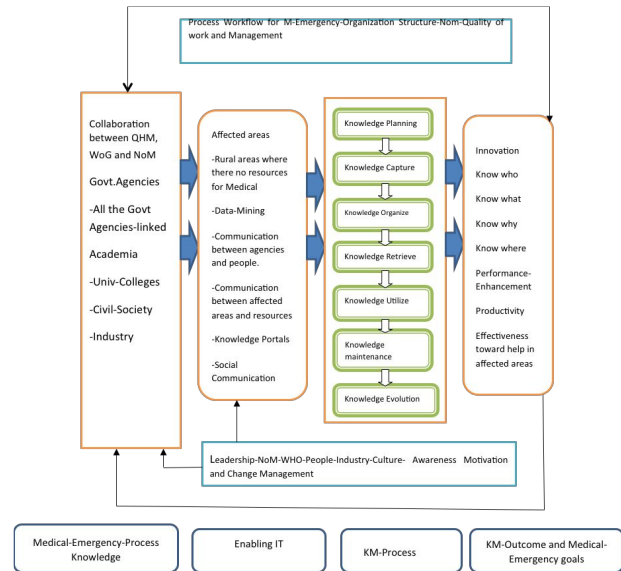 Process Workflow for M-Emergency-Organization Structure-Nom-Quality of
work and Management
Collaboration
between QHM,
WoG and NoM
Govt.Agencies
-All the Govt
Agencies-linked
Academia
-Univ-Colleges
-Civil-Society
-Industry
Affected areas
-Rural areas where
there no resources
for Medical
-Data-Mining
-Communication
between agencies
and people.
-Communication
between affected
areas and resources
-Knowledge Portals
-Social
Communication
Knowledge Planning
Knowledge Capture
Knowledge Organize
Knowledge Retrieve
Knowledge Utilize
Knowledge
maintenance
Knowledge Evolution
Innovation
Know who
Know what
Know why
Know where
Performance-
Enhancement
Productivity
Effectiveness
toward help in
affected areas
Leadership-NoM-WHO-People-Industry-Culture- Awareness Motivation
and Change Management
Medical-Emergency-Process
Knowledge
Enabling IT
KM-Process
KM-Outcome and Medical-
Emergency goals